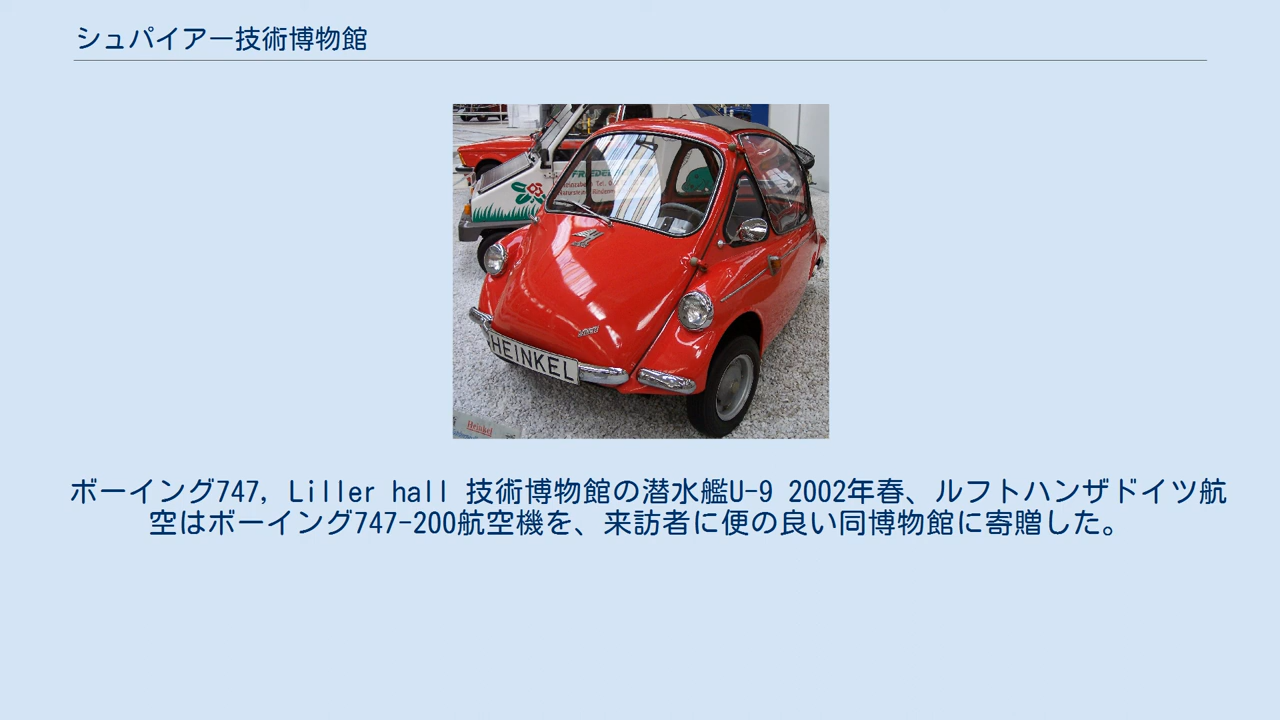 シュパイアー技術博物館
FRIEDEL
HEINKEL
Heinkel
ボーイング747, Liller hall 技術博物館の潜水艦U-9 2002年春、ルフトハンザドイツ航
空はボーイング747-200航空機を、来訪者に便の良い同博物館に寄贈した。